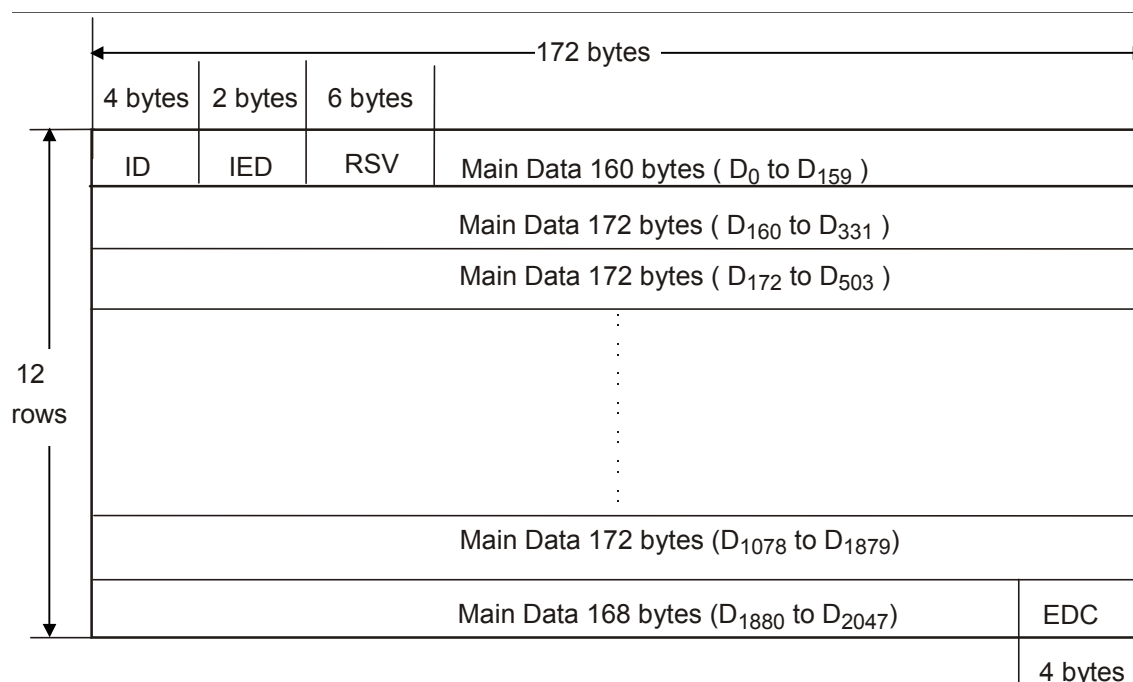 172 bytes
4 bytes 2 bytes 6 bytes
ID IED RSV Main Data 160 bytes ( D0 to D159 )
Main Data 172 bytes ( D160 to D331 )
Main Data 172 bytes ( D172 to D503 )
12
rows
Main Data 172 bytes (D1078 to D1879)
Main Data 168 bytes (D1880 to D2047) EDC
4 bytes